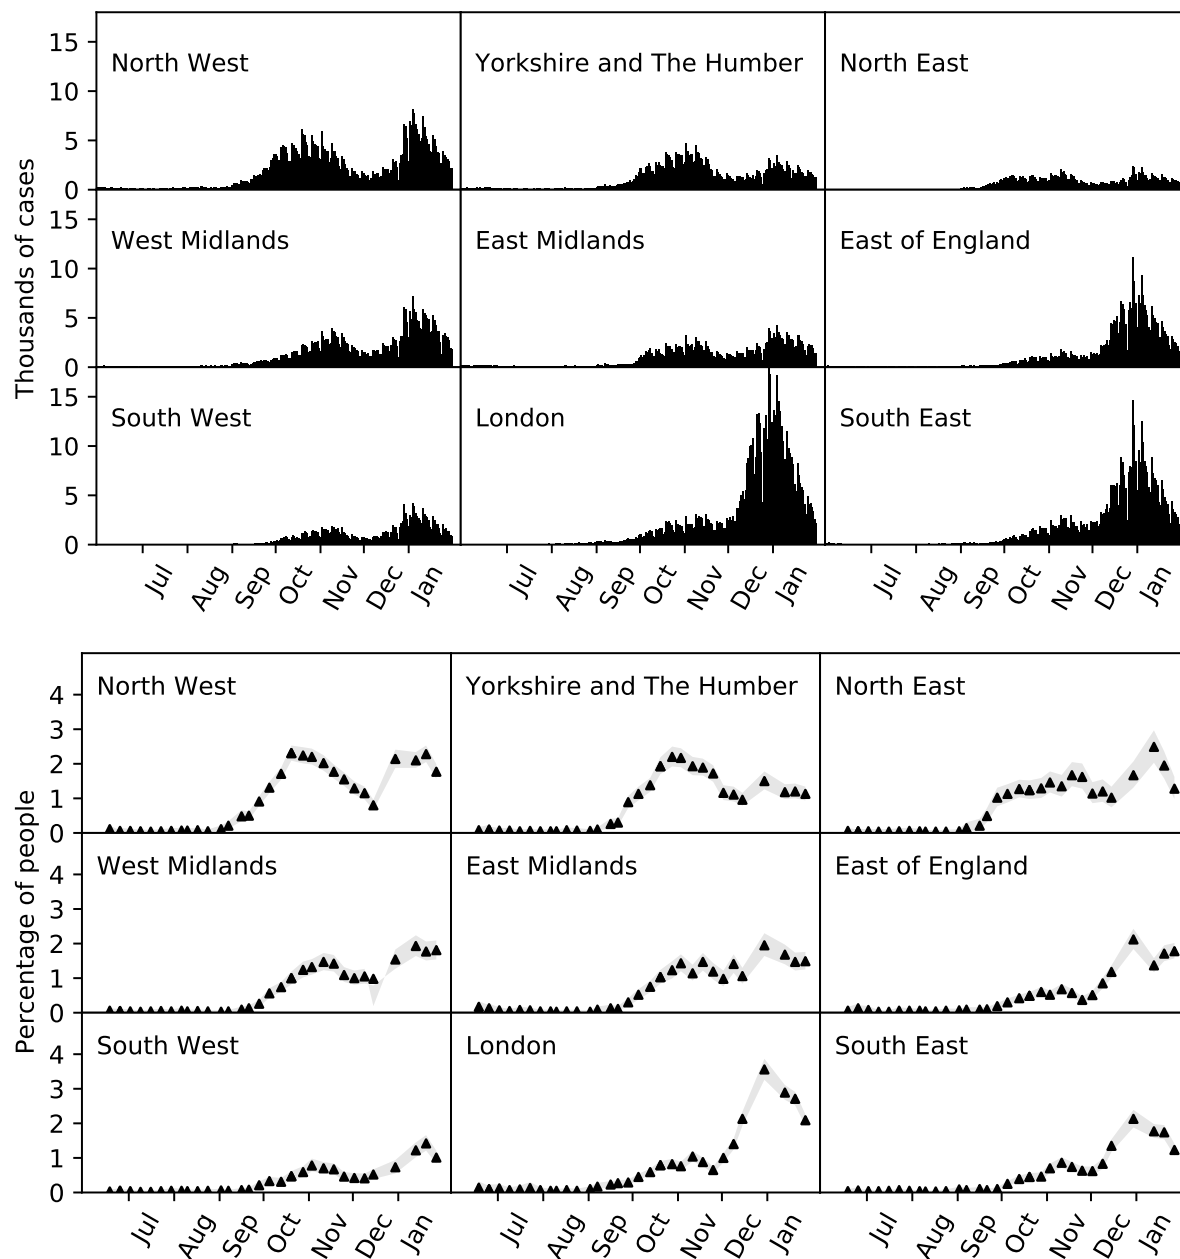 Thousands of cases
15
10
5
0
North West
Yorkshire and The Humber
North East
15
10
5
0
West Midlands
East Midlands
East of England
15
10
5
0
South West
London
South East
Jul Aug Sep Oct Nov Dec Jan
Jul Aug Sep Oct Nov Dec Jan
Jul Aug Sep Oct Nov Dec Jan
Percentage of people
4
3
2
1
0
North West
Yorkshire and The Humber
North East
4
3
2
1
0
West Midlands
East Midlands
East of England
4
3
2
1
0
South West
London
South East
Jul Aug Sep Oct Nov Dec Jan
Jul Aug Sep Oct Nov Dec Jan
Jul Aug Sep Oct Nov Dec Jan